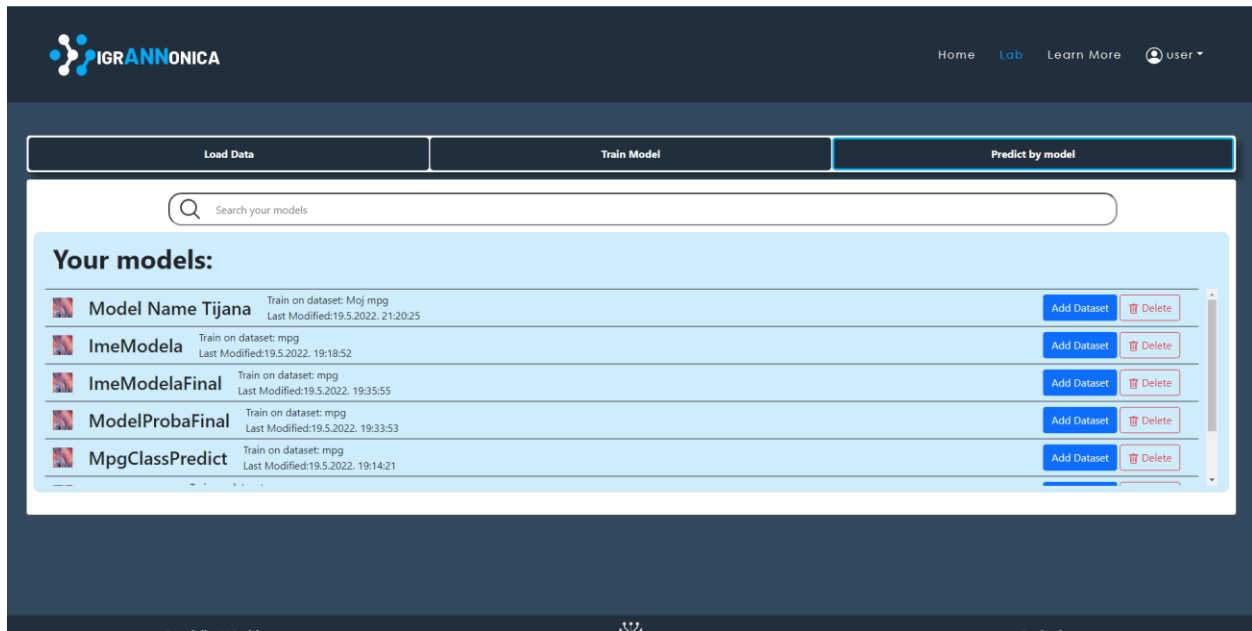 PIGRANNONICA
Home Lab Learn More user
Load Data Train Model Predict by model
Search your models
Your models:
Model Name Tijana Train on dataset: Moj mpg
Last Modified:19.5.2022. 21:20:25
Add Dataset Delete
ImeModela Train on dataset: mpg
Last Modified:19.5.2022. 19:18:52
Add Dataset Delete
ImeModelaFinal Train on dataset: mpg
Last Modified:19.5.2022. 19:35:55
Add Dataset Delete
ModelProbaFinal Train on dataset: mpg
Last Modified:19.5.2022. 19:33:53
Add Dataset Delete
MpgClassPredict Train on dataset: mpg
Last Modified:19.5.2022. 19:14:21
Add Dataset Delete